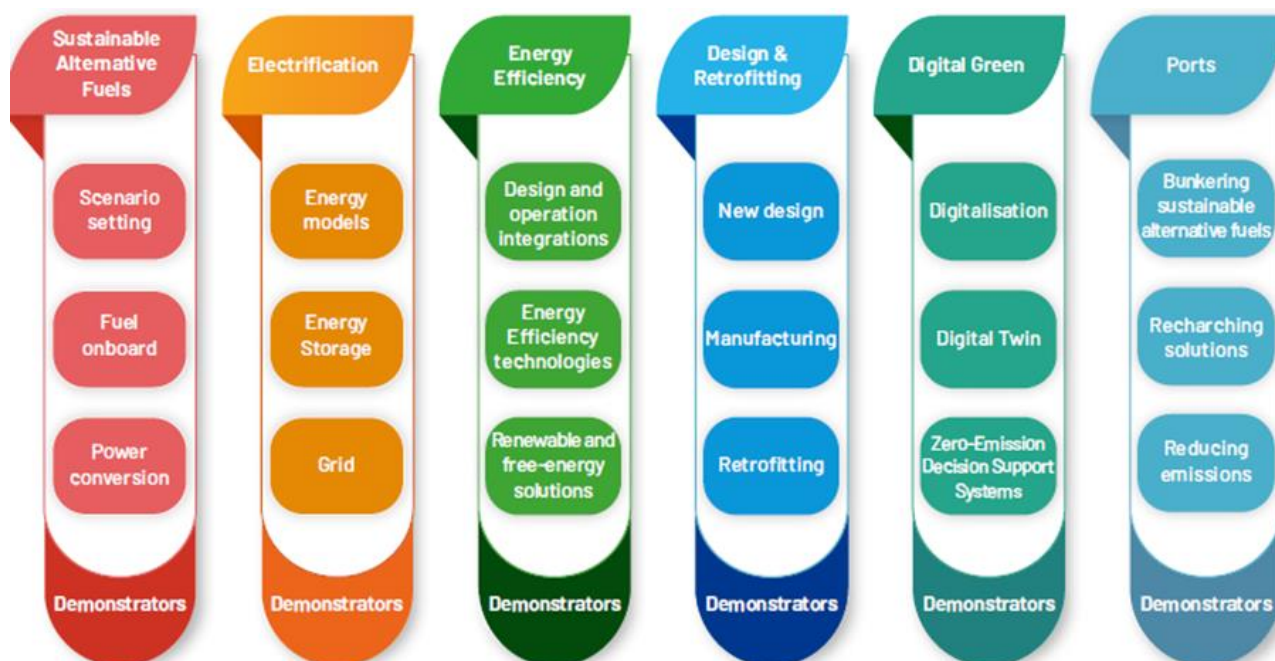 Sustainable
Alternative
Fuels
Electrification
Energy
Efficiency
Design &
Retrofitting
Digital Green
Ports
Scenario
setting
Energy
models
Design and
operation
integrations
New design
Digitalisation
Bunkering
sustainable
alternative fuels
Fuel
onboard
Energy
Storage
Energy
Efficiency
technologies
Manufacturing
Digital Twin
Recharching
solutions
Power
conversion
Grid
Renewable and
free-energy
solutions
Retrofitting
Zero-Emission
Decision Support
Systems
Reducing
emissions
Demonstrators
Demonstrators
Demonstrators
Demonstrators
Demonstrators
Demonstrators